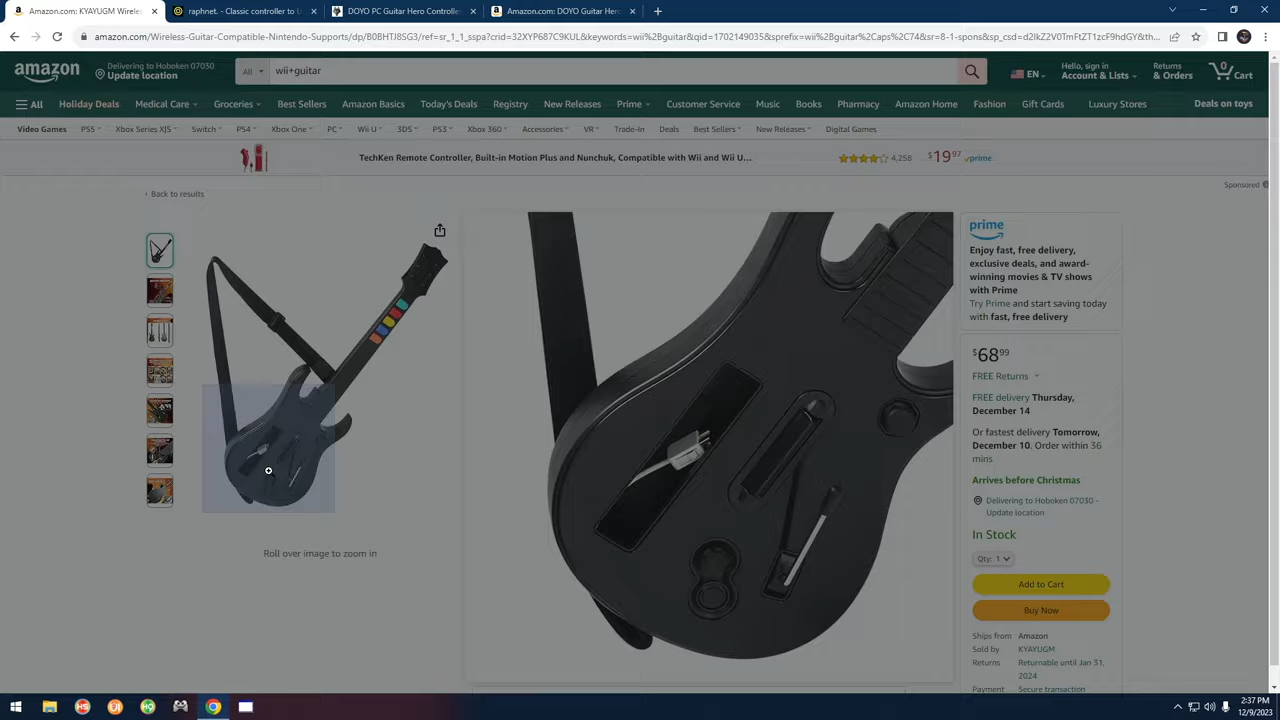 Amazon.com: KYAYUGM Wireless
raphnet. - Classic controller to U
DOYO PC Guitar Hero Controlle
Amazon.com: DOYO Guitar Hero
amazon.com/Wireless-Guitar-Compatible-Nintendo-Supports/dp/B0BHTJ8SG3/ref=sr_1_1_sspa?crid=32XYP687C9KUL&keywords=wii%2Bguitar&qid=1702149035&sprefix=wii%2Bguitar%2Caps%2C74&sr=8-1-spons&sp_csd=d2lkZ2V0TmFtZT1zcF9hdGY&th...
amazon
Delivering to Hoboken 07030
Update location
All
wii+guitar
EN
Hello, sign in
Account & Lists
Returns
& Orders
0
Cart
All
Holiday Deals
Medical Care
Groceries
Best Sellers
Amazon Basics
Today's Deals
Registry
New Releases
Prime
Customer Service
Music
Books
Pharmacy
Amazon Home
Fashion
Gift Cards
Luxury Stores
Deals on toys
Video Games
PS5
Xbox Series X|S
Switch
PS4
Xbox One
PC
Wii U
3DS
PS3
Xbox 360
Accessories
VR
Trade-In
Deals
Best Sellers
New Releases
Digital Games
TechKen Remote Controller, Built-in Motion Plus and Nunchuk, Compatible with Wii and Wii U...
4,258
$19 97
prime
Sponsored
‹ Back to results
Roll over image to zoom in
prime
Enjoy fast, free delivery,
exclusive deals, and award-
winning movies & TV shows
with Prime
Try Prime and start saving today
with fast, free delivery
$68 99
FREE Returns
FREE delivery Thursday,
December 14
Or fastest delivery Tomorrow,
December 10. Order within 36
mins
Arrives before Christmas
Delivering to Hoboken 07030 -
Update location
In Stock
Qty: 1
Add to Cart
Buy Now
Ships from Amazon
Sold by KYAYUGM
Returns Returnable until Jan 31,
2024
Payment Secure transaction
2:37 PM
12/9/2023